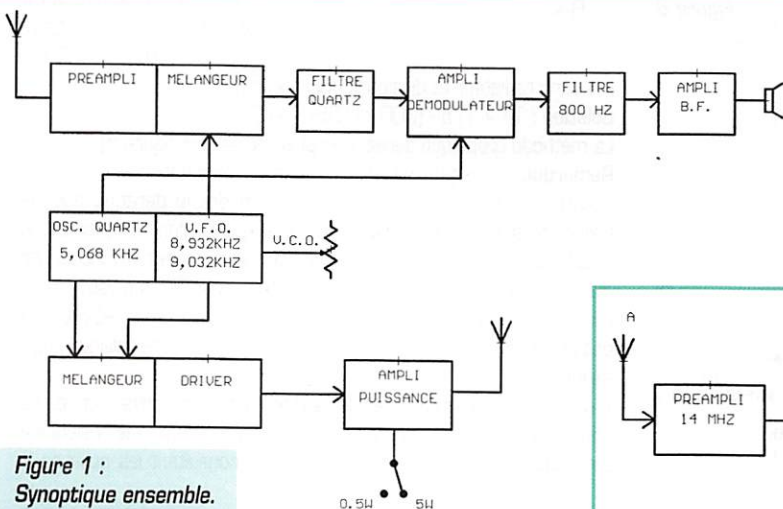 PREAMPLI
MELANGEUR
FILTRE
QUARTZ
AMPLI
DEMODULATEUR
FILTRE
800 HZ
AMPLI
B.F.
OSC. QUARTZ
5,068 KHZ
V.F.O.
8,932KHZ
9,032KHZ
V.C.O.
MELANGEUR
DRIVER
AMPLI
PUISSANCE
0.5W
5W
A
PREAMPLI
14 MHZ
Figure 1 :
Synoptique ensemble.